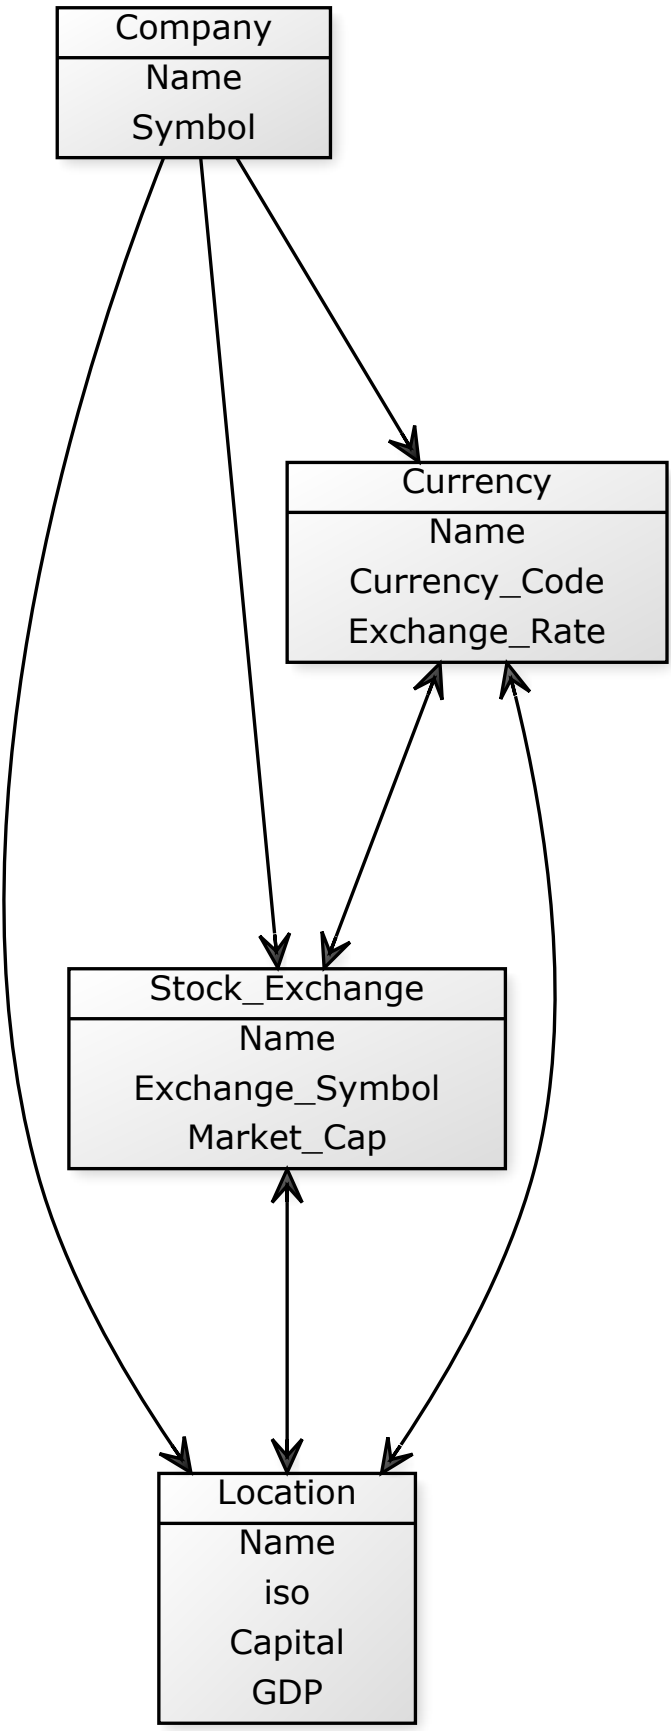 Company
Name
Symbol
Currency
Name
Currency_Code
Exchange_Rate
Stock_Exchange
Name
Exchange_Symbol
Market_Cap
Location
Name
iso
Capital
GDP